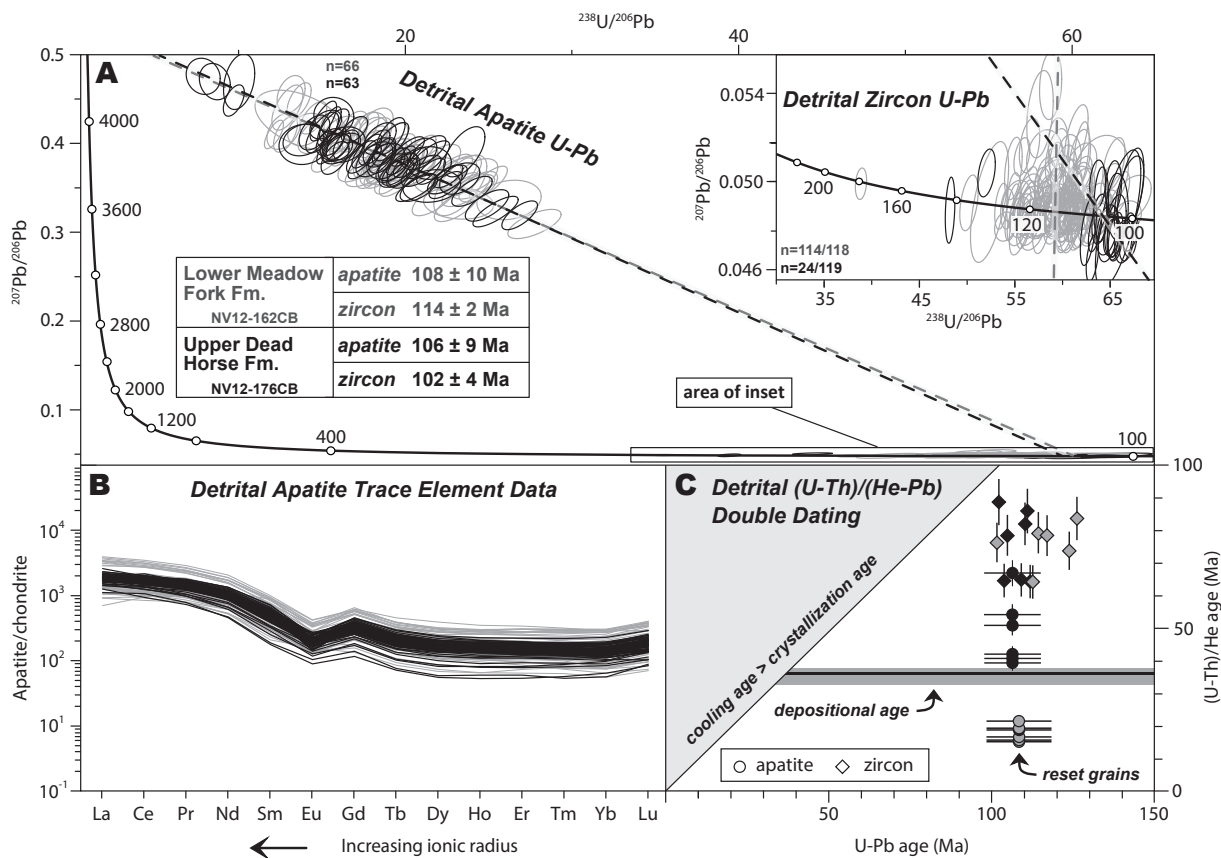 ²³⁸U/²⁰⁶Pb
20
40
60
0.5
0.4
0.3
0.2
0.1
²⁰⁷Pb/²⁰⁶Pb
A
n=66
n=63
Detrital Apatite U-Pb
4000
3600
2800
2000
1200
400
100
Lower Meadow Fork Fm.
NV12-162CB
apatite 108 ± 10 Ma
zircon 114 ± 2 Ma
Upper Dead Horse Fm.
NV12-176CB
apatite 106 ± 9 Ma
zircon 102 ± 4 Ma
area of inset
Detrital Zircon U-Pb
0.054
0.050
0.046
²⁰⁷Pb/²⁰⁶Pb
200
160
120
100
n=114/118
n=24/119
35
45
55
65
²³⁸U/²⁰⁶Pb
B
Detrital Apatite Trace Element Data
10⁴
10³
10²
10¹
10⁻¹
Apatite/chondrite
La Ce Pr Nd Sm Eu Gd Tb Dy Ho Er Tm Yb Lu
Increasing ionic radius
C
Detrital (U-Th)/(He-Pb)
Double Dating
cooling age > crystallization age
depositional age
apatite
zircon
reset grains
100
50
0
(U-Th)/He age (Ma)
50
100
150
U-Pb age (Ma)